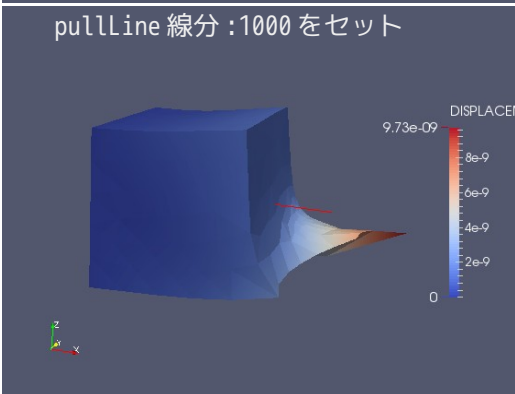 pullLine 線分 :1000 をセット
DISPLACEM
9.73e-09
8e-9
6e-9
4e-9
2e-9
0
Z
Y
X